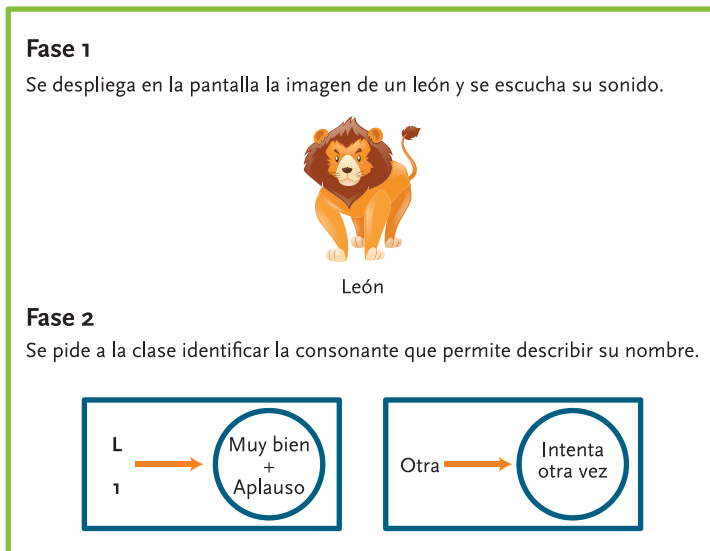 Fase 1
Se despliega en la pantalla la imagen de un león y se escucha su sonido.
León
Fase 2
Se pide a la clase identificar la consonante que permite describir su nombre.
L
1
Muy bien
+
Aplauso
Otra
Intenta
otra vez